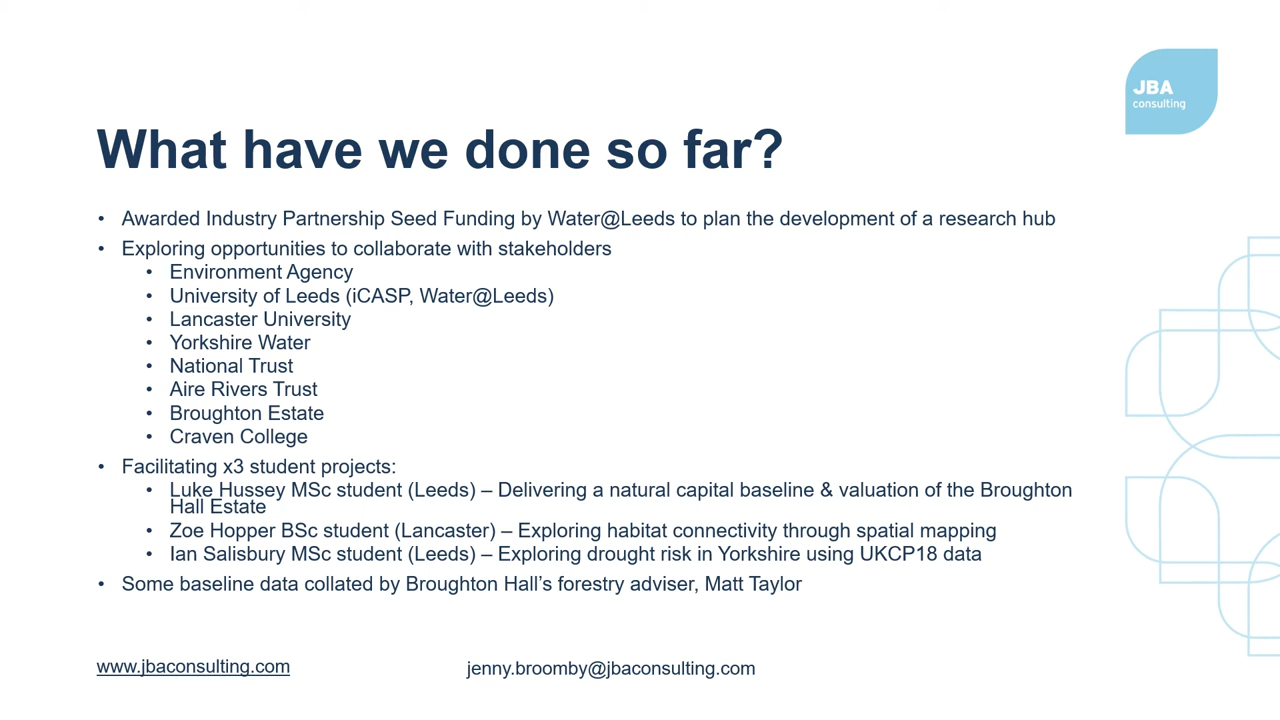 JBA
consulting
What have we done so far?
• Awarded Industry Partnership Seed Funding by Water@Leeds to plan the development of a research hub
• Exploring opportunities to collaborate with stakeholders
• Environment Agency
• University of Leeds (iCASP, Water@Leeds)
• Lancaster University
• Yorkshire Water
• National Trust
• Aire Rivers Trust
• Broughton Estate
• Craven College
• Facilitating x3 student projects:
• Luke Hussey MSc student (Leeds) – Delivering a natural capital baseline & valuation of the Broughton
Hall Estate
• Zoe Hopper BSc student (Lancaster) – Exploring habitat connectivity through spatial mapping
• Ian Salisbury MSc student (Leeds) – Exploring drought risk in Yorkshire using UKCP18 data
• Some baseline data collated by Broughton Hall’s forestry adviser, Matt Taylor
www.jbaconsulting.com
jenny.broomby@jbaconsulting.com